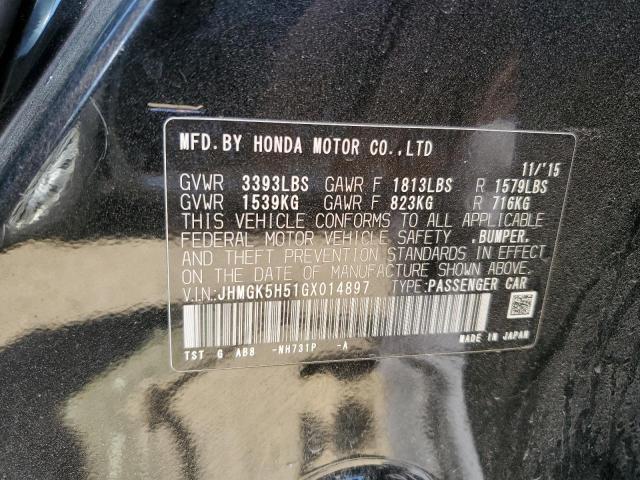 MFD.BY HONDA MOTOR CO.,LTD
11/'15
GVWR 3393LBS GAWR F 1813LBS R 1579LBS
GVWR 1539KG GAWR F 823KG R 716KG
THIS VEHICLE CONFORMS TO ALL APPLICABLE
FEDERAL MOTOR VEHICLE SAFETY ,BUMPER,
AND THEFT PREVENTION STANDARDS IN EFFECT
ON THE DATE OF MANUFACTURE SHOWN ABOVE.
V.I.N:JHMGK5H51GX014897 TYPE:PASSENGER CAR
TST G AB8 -NH731P -A MADE IN JAPAN